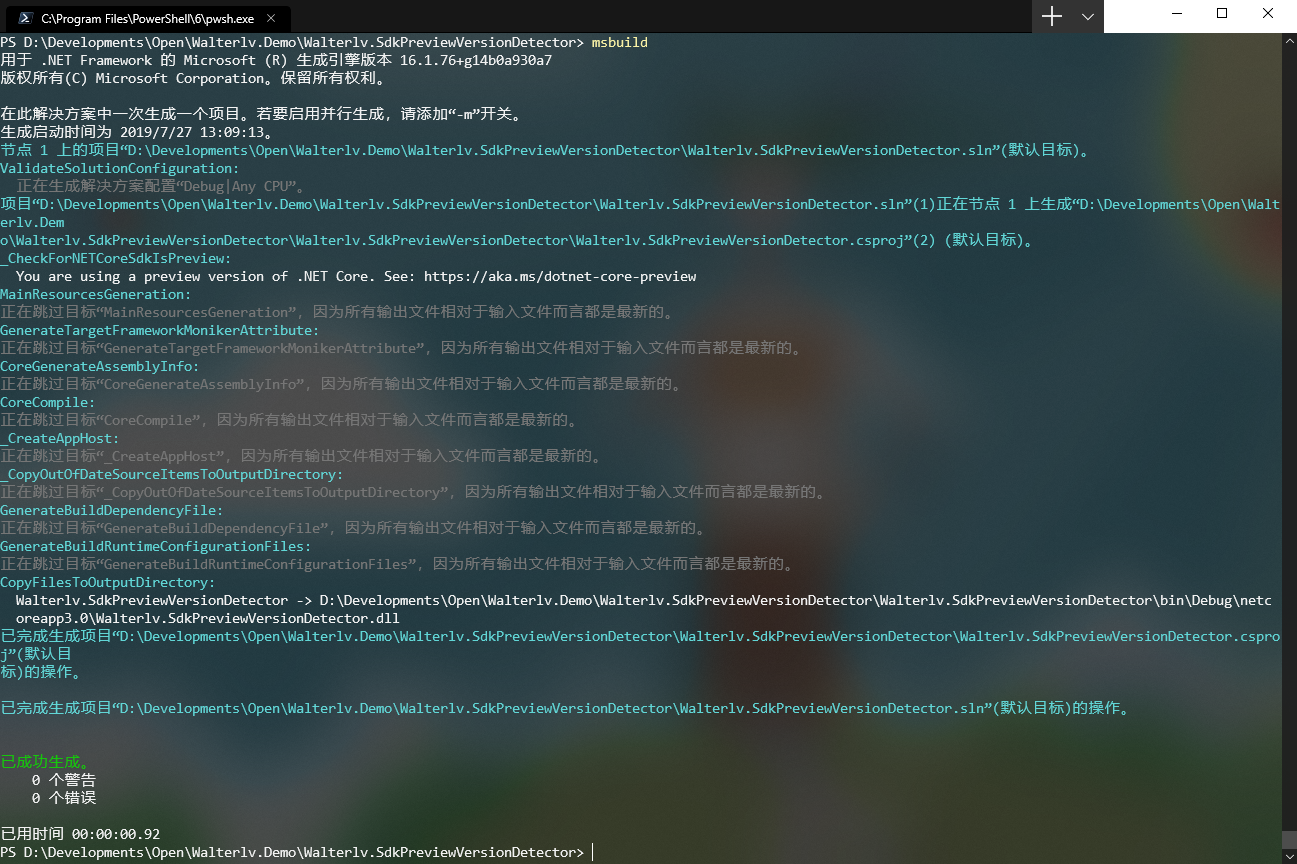 C:\Program Files\PowerShell\6\pwsh.exe
PS D:\Developments\Open\Walterlv.Demo\Walterlv.SdkPreviewVersionDetector> msbuild
用于 .NET Framework 的 Microsoft (R) 生成引擎版本 16.1.76+g14b0a930a7
版权所有(C) Microsoft Corporation。保留所有权利。
在此解决方案中一次生成一个项目。若要启用并行生成，请添加“-m”开关。
生成启动时间为 2019/7/27 13:09:13。
节点 1 上的项目“D:\Developments\Open\Walterlv.Demo\Walterlv.SdkPreviewVersionDetector\Walterlv.SdkPreviewVersionDetector.sln”(默认目标)。
ValidateSolutionConfiguration:
正在生成解决方案配置“Debug|Any CPU”。
项目“D:\Developments\Open\Walterlv.Demo\Walterlv.SdkPreviewVersionDetector\Walterlv.SdkPreviewVersionDetector.sln”(1)正在节点 1 上生成“D:\Developments\Open\Walt
erlv.Dem
o\Walterlv.SdkPreviewVersionDetector\Walterlv.SdkPreviewVersionDetector\Walterlv.SdkPreviewVersionDetector.csproj”(2) (默认目标)。
_CheckForNETCoreSdkIsPreview:
You are using a preview version of .NET Core. See: https://aka.ms/dotnet-core-preview
MainResourcesGeneration:
正在跳过目标“MainResourcesGeneration”，因为所有输出文件相对于输入文件而言都是最新的。
GenerateTargetFrameworkMonikerAttribute:
正在跳过目标“GenerateTargetFrameworkMonikerAttribute”，因为所有输出文件相对于输入文件而言都是最新的。
CoreGenerateAssemblyInfo:
正在跳过目标“CoreGenerateAssemblyInfo”，因为所有输出文件相对于输入文件而言都是最新的。
CoreCompile:
正在跳过目标“CoreCompile”，因为所有输出文件相对于输入文件而言都是最新的。
_CreateAppHost:
正在跳过目标“_CreateAppHost”，因为所有输出文件相对于输入文件而言都是最新的。
_CopyOutOfDateSourceItemsToOutputDirectory:
正在跳过目标“_CopyOutOfDateSourceItemsToOutputDirectory”，因为所有输出文件相对于输入文件而言都是最新的。
GenerateBuildDependencyFile:
正在跳过目标“GenerateBuildDependencyFile”，因为所有输出文件相对于输入文件而言都是最新的。
GenerateBuildRuntimeConfigurationFiles:
正在跳过目标“GenerateBuildRuntimeConfigurationFiles”，因为所有输出文件相对于输入文件而言都是最新的。
CopyFilesToOutputDirectory:
Walterlv.SdkPreviewVersionDetector -> D:\Developments\Open\Walterlv.Demo\Walterlv.SdkPreviewVersionDetector\Walterlv.SdkPreviewVersionDetector\bin\Debug\netc
oreapp3.0\Walterlv.SdkPreviewVersionDetector.dll
已完成生成项目“D:\Developments\Open\Walterlv.Demo\Walterlv.SdkPreviewVersionDetector\Walterlv.SdkPreviewVersionDetector\Walterlv.SdkPreviewVersionDetector.cspro
j”(默认目
标)的操作。
已完成生成项目“D:\Developments\Open\Walterlv.Demo\Walterlv.SdkPreviewVersionDetector\Walterlv.SdkPreviewVersionDetector.sln”(默认目标)的操作。
已成功生成。
0 个警告
0 个错误
已用时间 00:00:00.92
PS D:\Developments\Open\Walterlv.Demo\Walterlv.SdkPreviewVersionDetector>